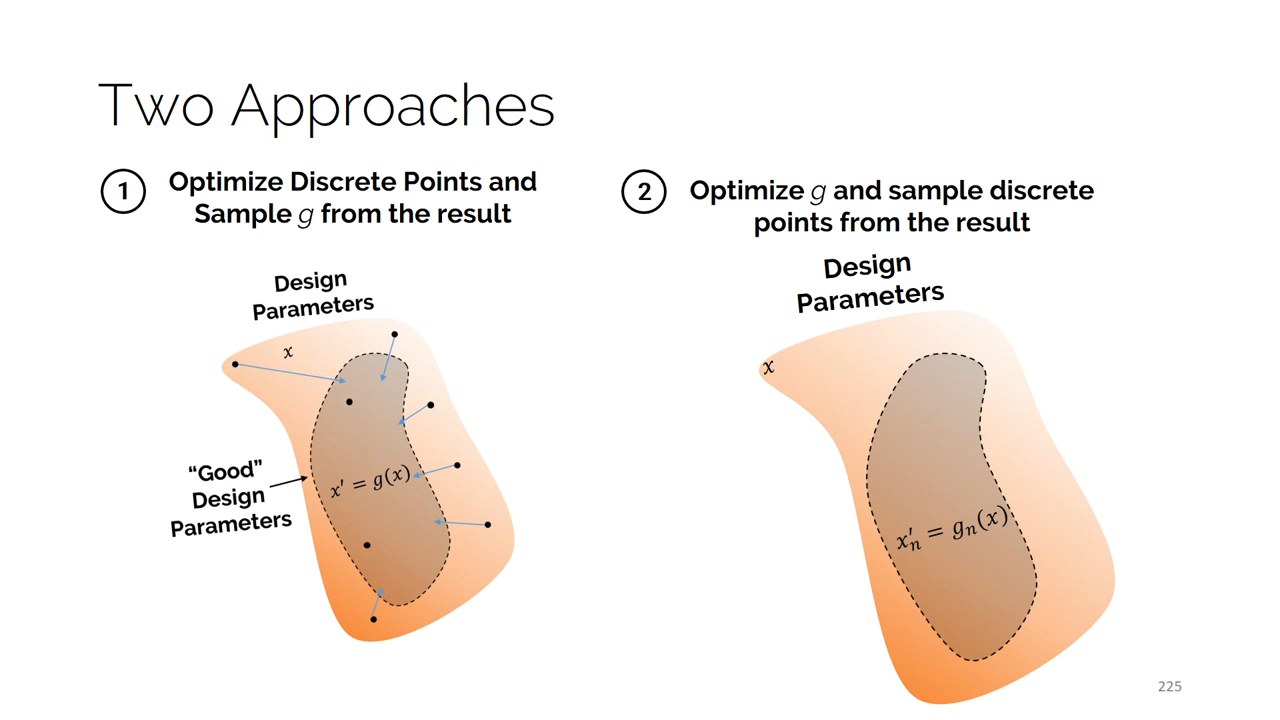 Two Approaches
1
Optimize Discrete Points and
Sample g from the result
Design
Parameters
x
"Good"
Design
Parameters
x′ = g(x)
2
Optimize g and sample discrete
points from the result
Design
Parameters
x
x′ₙ = gₙ(x)
225